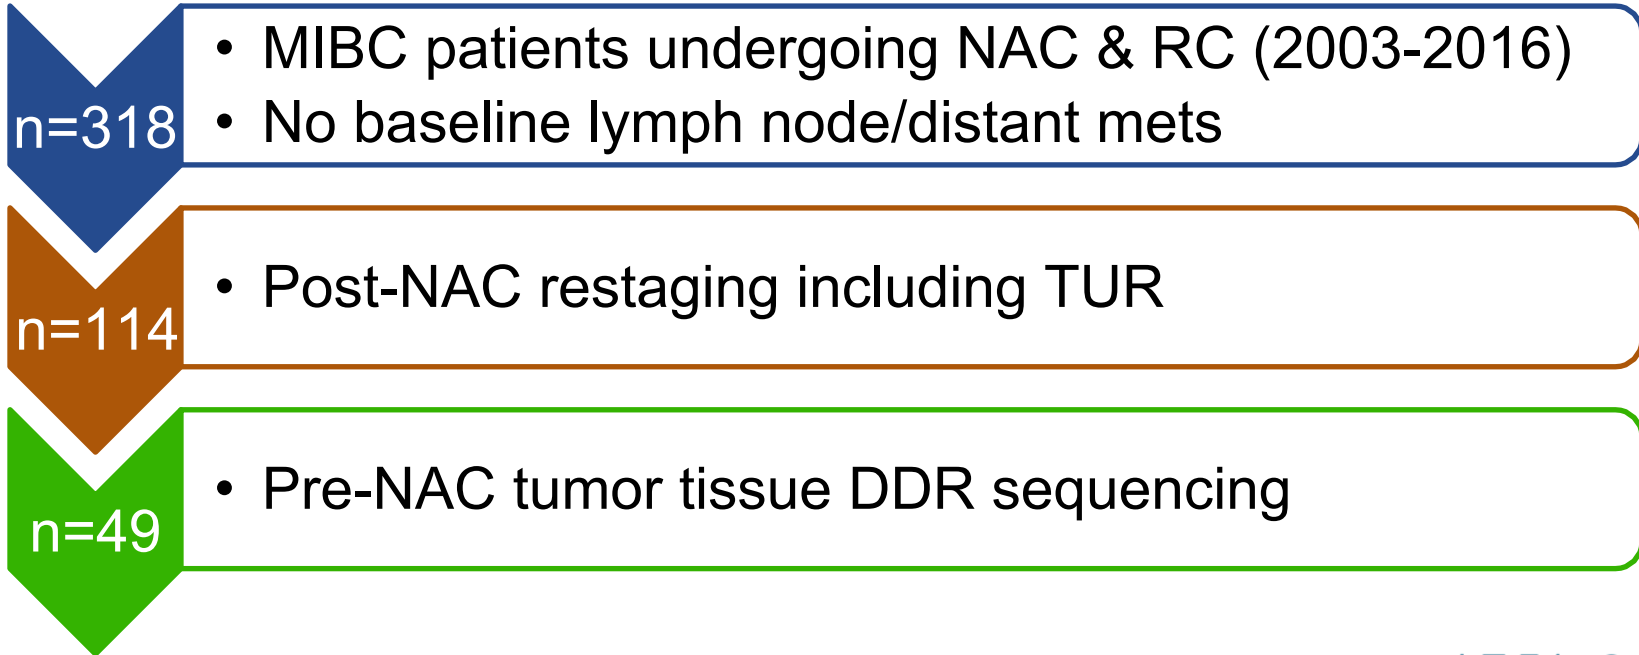 • MIBC patients undergoing NAC & RC (2003-2016)
n=318
• No baseline lymph node/distant mets
• Post-NAC restaging including TUR
n=114
• Pre-NAC tumor tissue DDR sequencing
n=49